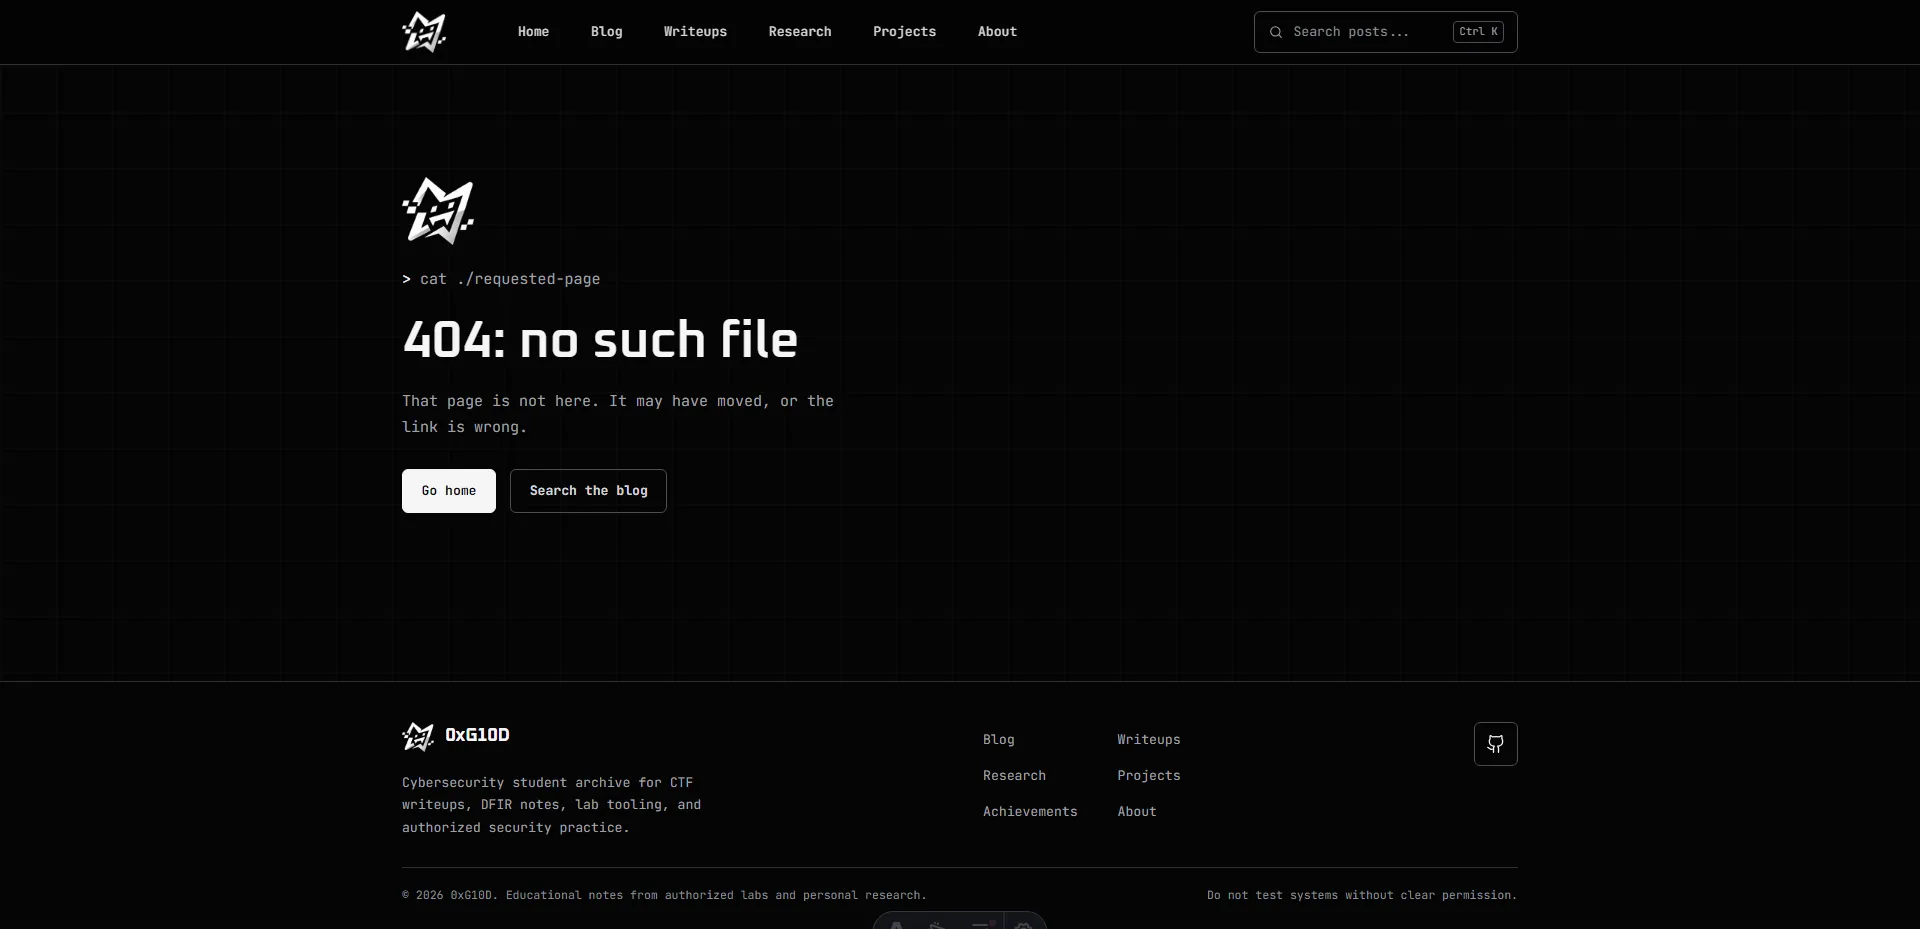 Home Blog Writeups Research Projects About Search posts... Ctrl K
> cat ./requested-page
404: no such file
That page is not here. It may have moved, or the
link is wrong.
Go home Search the blog
0xG10D
Cybersecurity student archive for CTF
writeups, DFIR notes, lab tooling, and
authorized security practice.
Blog Writeups
Research Projects
Achievements About
© 2026 0xG10D. Educational notes from authorized labs and personal research.
Do not test systems without clear permission.